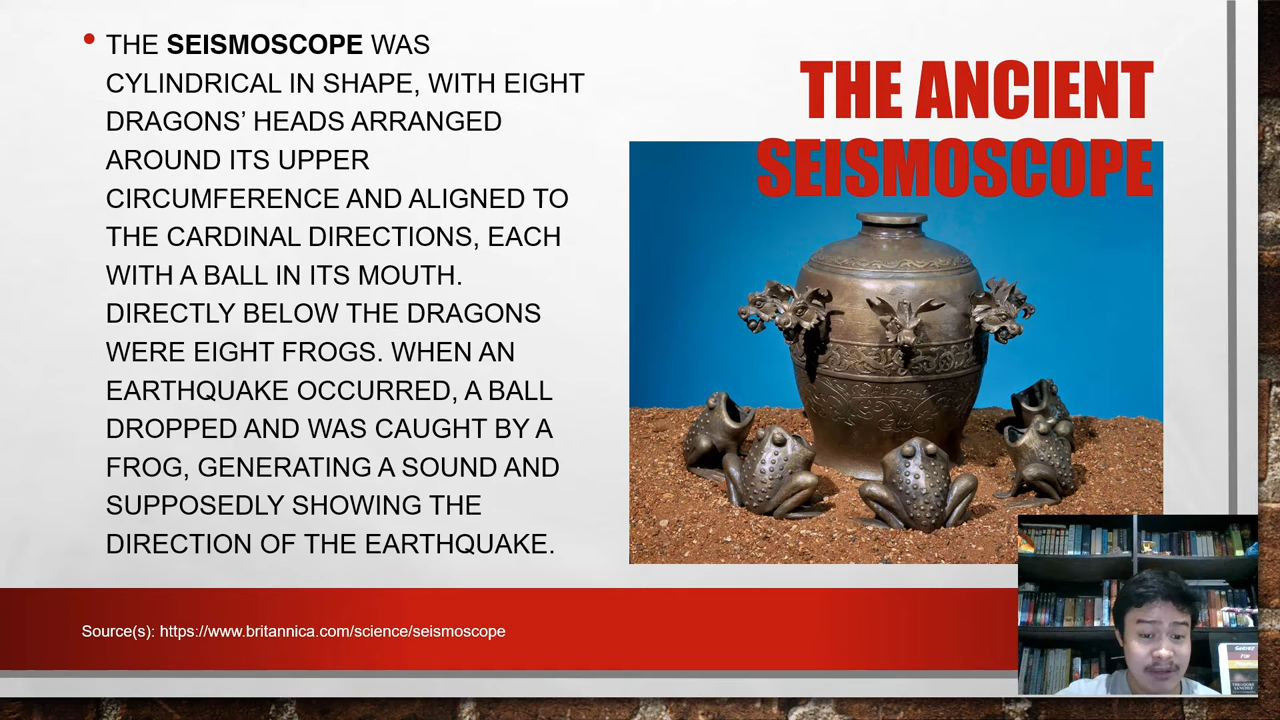 • THE SEISMOSCOPE WAS
CYLINDRICAL IN SHAPE, WITH EIGHT
DRAGONS’ HEADS ARRANGED
AROUND ITS UPPER
CIRCUMFERENCE AND ALIGNED TO
THE CARDINAL DIRECTIONS, EACH
WITH A BALL IN ITS MOUTH.
DIRECTLY BELOW THE DRAGONS
WERE EIGHT FROGS. WHEN AN
EARTHQUAKE OCCURRED, A BALL
DROPPED AND WAS CAUGHT BY A
FROG, GENERATING A SOUND AND
SUPPOSEDLY SHOWING THE
DIRECTION OF THE EARTHQUAKE.
THE ANCIENT
SEISMOSCOPE
Source(s): https://www.britannica.com/science/seismoscope